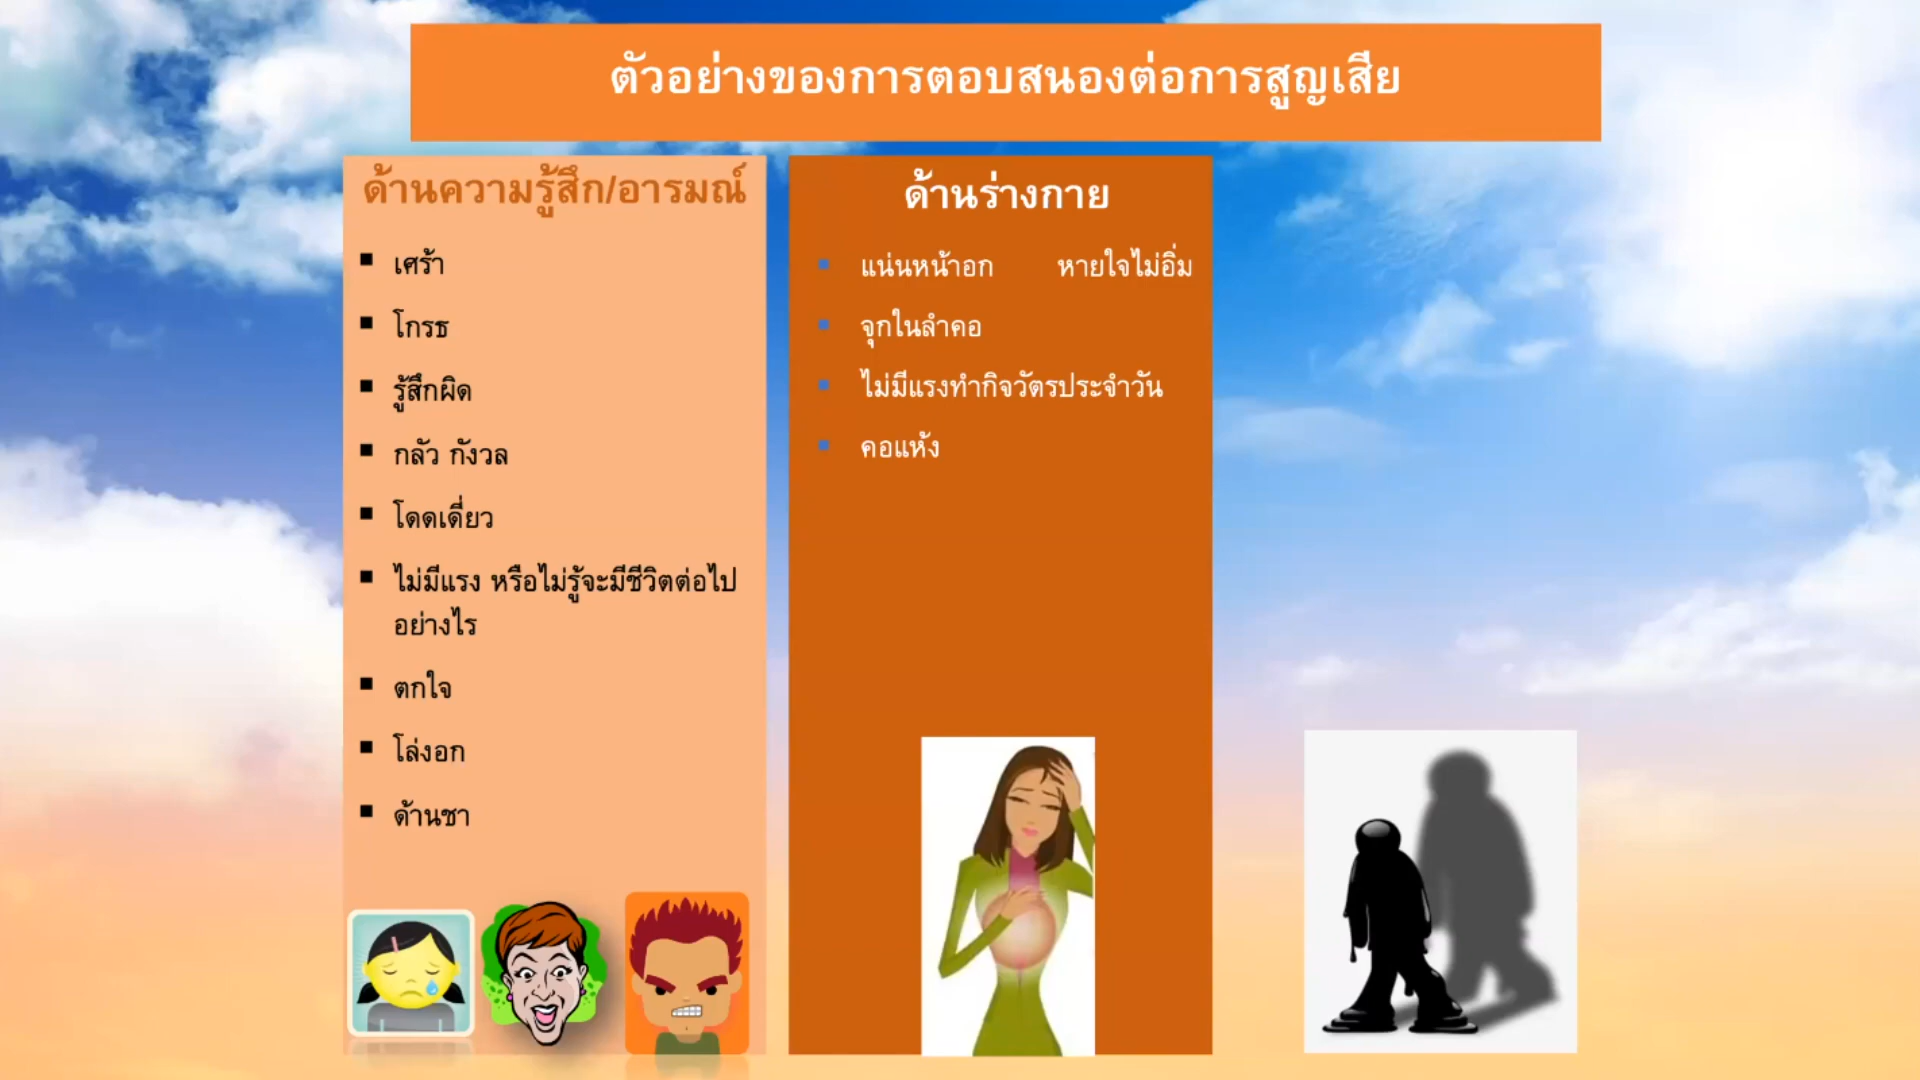 ตัวอย่างของการตอบสนองต่อการสูญเสีย
ด้านความรู้สึก/อารมณ์
เศร้า
โกรธ
รู้สึกผิด
กลัว กังวล
โดดเดี่ยว
ไม่มีแรง หรือไม่รู้จะมีชีวิตต่อไป
อย่างไร
ตกใจ
โล่งอก
ด้านชา
ด้านร่างกาย
แน่นหน้าอก หายใจไม่อิ่ม
จุกในลำคอ
ไม่มีแรงทำกิจวัตรประจำวัน
คอแห้ง